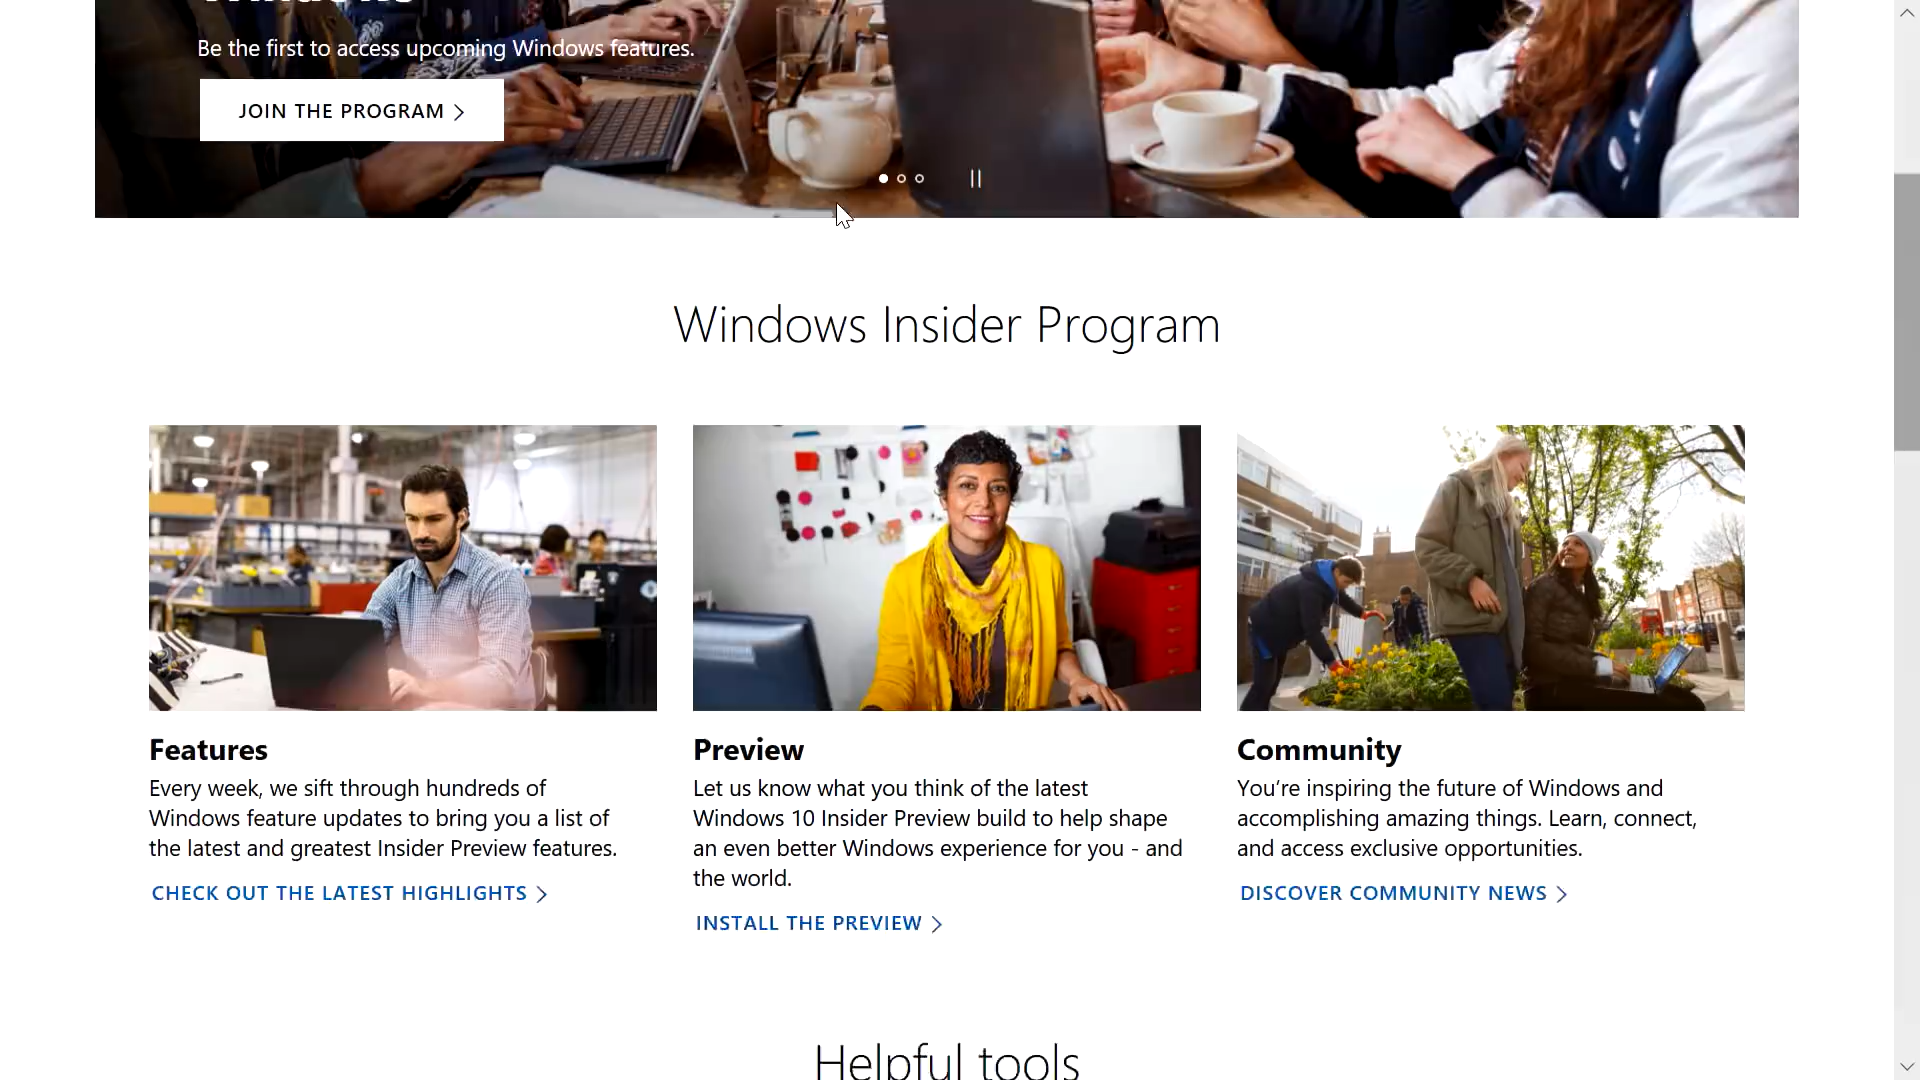 Be the first to access upcoming Windows features.
JOIN THE PROGRAM
Windows Insider Program
Features
Every week, we sift through hundreds of
Windows feature updates to bring you a list of
the latest and greatest Insider Preview features.
CHECK OUT THE LATEST HIGHLIGHTS
Preview
Let us know what you think of the latest
Windows 10 Insider Preview build to help shape
an even better Windows experience for you - and
the world.
INSTALL THE PREVIEW
Community
You’re inspiring the future of Windows and
accomplishing amazing things. Learn, connect,
and access exclusive opportunities.
DISCOVER COMMUNITY NEWS
Helpful tools